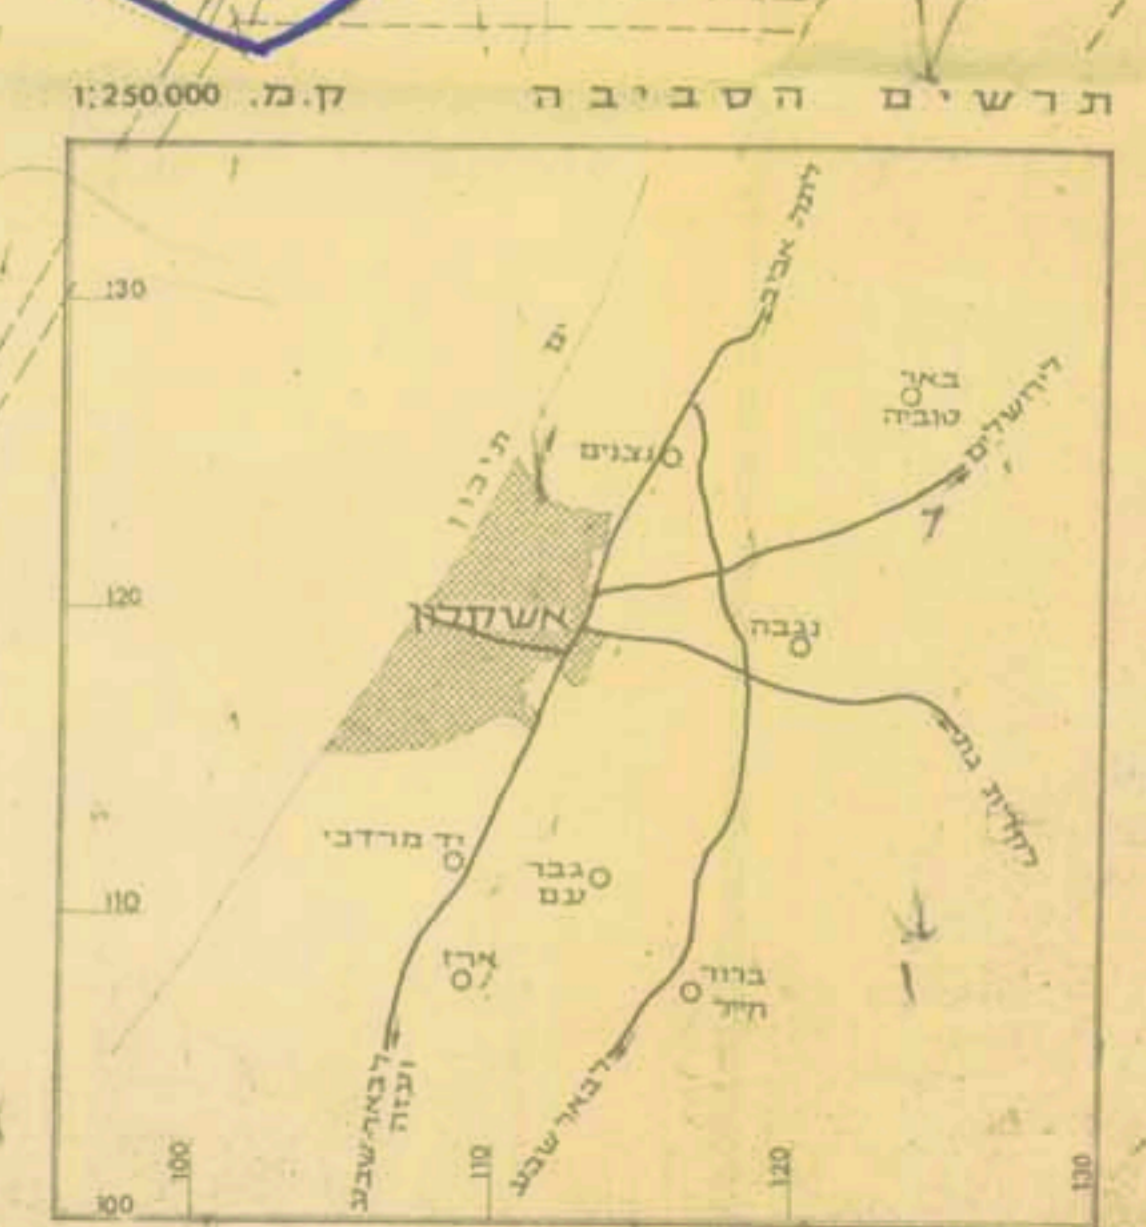 תרשים הסביבה ק.מ. 1:250.000
לתל אביב
130
ים
תיכון
באר
טוביה
לירושלים
ניצנים
120
אשקלון
נגבה
לקרית גת
יד מרדכי
גבר
עם
110
ארז
ברור
חייל
לבאר-שבע
ועזה
לבאר שבע
100
100
110
120
130